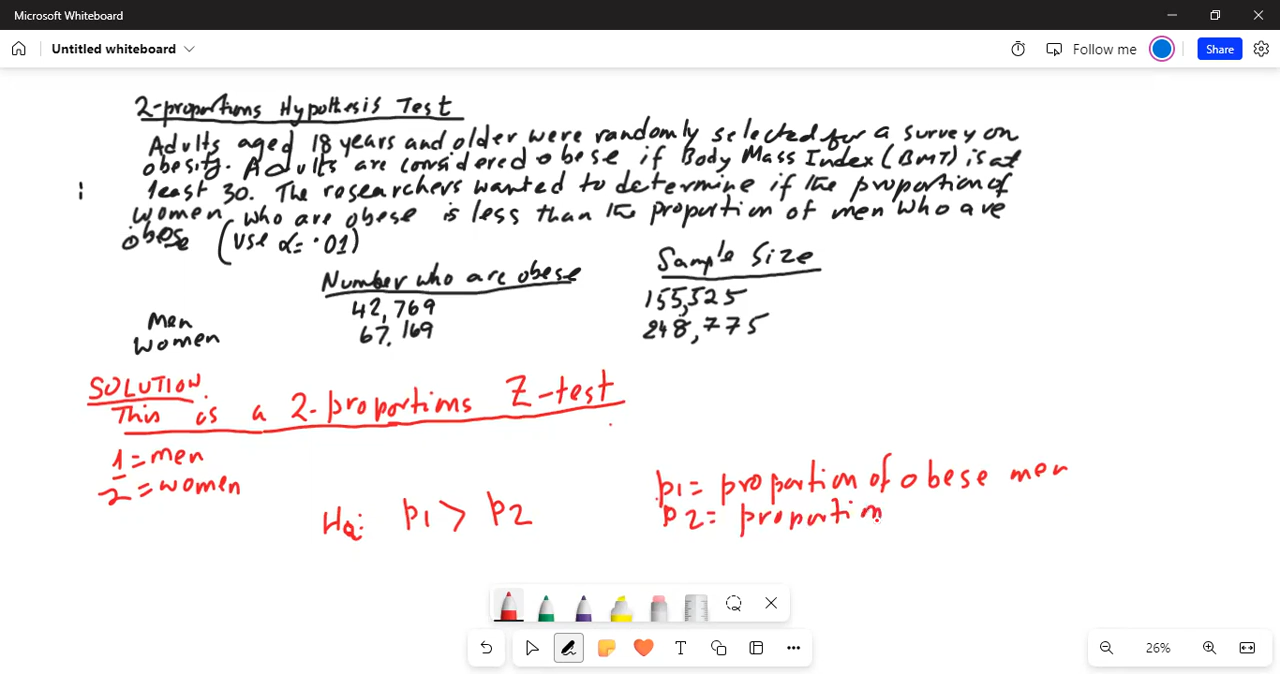 Microsoft Whiteboard
Untitled whiteboard
Follow me
Share
2-proportions Hypothesis Test
Adults aged 18 years and older were randomly selected for a survey on
obesity. Adults are considered obese if Body Mass Index (BMI) is at
least 30. The researchers wanted to determine if the proportion of
women who are obese is less than the proportion of men who are
obese (use α= .01)
Number who are obese Sample Size
Men 42,769 155,525
Women 67,169 248,775
SOLUTION
This is a 2-proportions Z-test
1 = men
2 = women
p1 = proportion of obese men
p2 = proportion
Ha: p1 > p2
26%